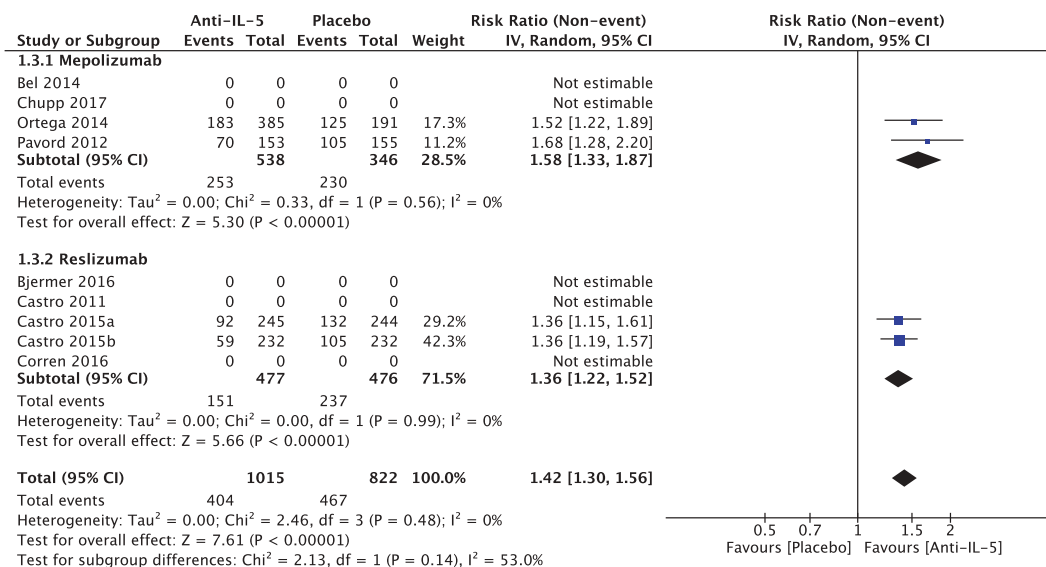 Anti-IL-5 Placebo Risk Ratio (Non-event) Risk Ratio (Non-event)
Study or Subgroup Events Total Events Total Weight IV, Random, 95% CI IV, Random, 95% CI
1.3.1 Mepolizumab
Bel 2014 0 0 0 0 Not estimable
Chupp 2017 0 0 0 0 Not estimable
Ortega 2014 183 385 125 191 17.3% 1.52 [1.22, 1.89]
Pavord 2012 70 153 105 155 11.2% 1.68 [1.28, 2.20]
Subtotal (95% CI) 538 346 28.5% 1.58 [1.33, 1.87]
Total events 253 230
Heterogeneity: Tau² = 0.00; Chi² = 0.33, df = 1 (P = 0.56); I² = 0%
Test for overall effect: Z = 5.30 (P < 0.00001)
1.3.2 Reslizumab
Bjermer 2016 0 0 0 0 Not estimable
Castro 2011 0 0 0 0 Not estimable
Castro 2015a 92 245 132 244 29.2% 1.36 [1.15, 1.61]
Castro 2015b 59 232 105 232 42.3% 1.36 [1.19, 1.57]
Corren 2016 0 0 0 0 Not estimable
Subtotal (95% CI) 477 476 71.5% 1.36 [1.22, 1.52]
Total events 151 237
Heterogeneity: Tau² = 0.00; Chi² = 0.00, df = 1 (P = 0.99); I² = 0%
Test for overall effect: Z = 5.66 (P < 0.00001)
Total (95% CI) 1015 822 100.0% 1.42 [1.30, 1.56]
Total events 404 467
Heterogeneity: Tau² = 0.00; Chi² = 2.46, df = 3 (P = 0.48); I² = 0%
Test for overall effect: Z = 7.61 (P < 0.00001)
Test for subgroup differences: Chi² = 2.13, df = 1 (P = 0.14), I² = 53.0%
0.5 0.7 1 1.5 2
Favours [Placebo] Favours [Anti-IL-5]